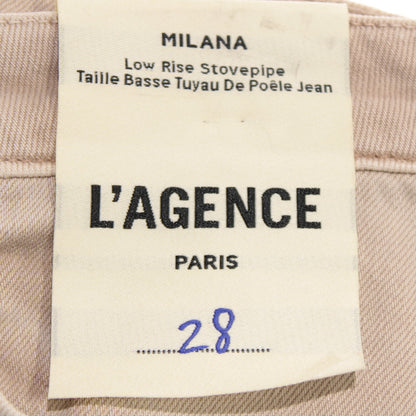 MILANA
Low Rise Stovepipe
Taille Basse Tuyau De Poêle Jean
L'AGENCE
PARIS
28